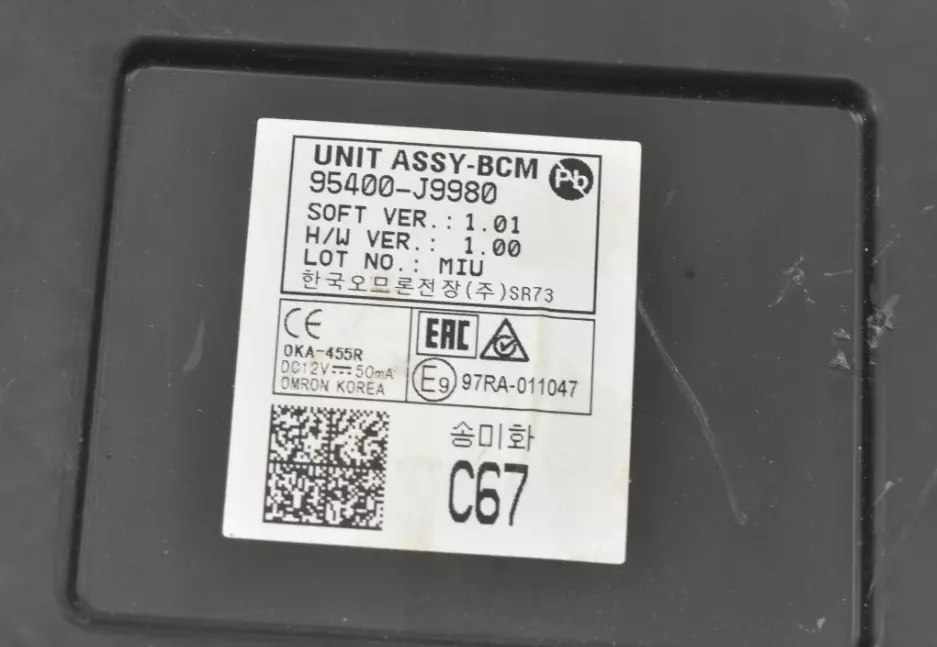 UNIT ASSY-BCM
Pb
95400-J9980
SOFT VER.: 1.01
H/W VER.: 1.00
LOT NO.: MIU
한국오므론전장(주)SR73
CE
EAC
OKA-455R
DC12V⎓50mA
OMRON KOREA
E9 97RA-011047
송미화
C67